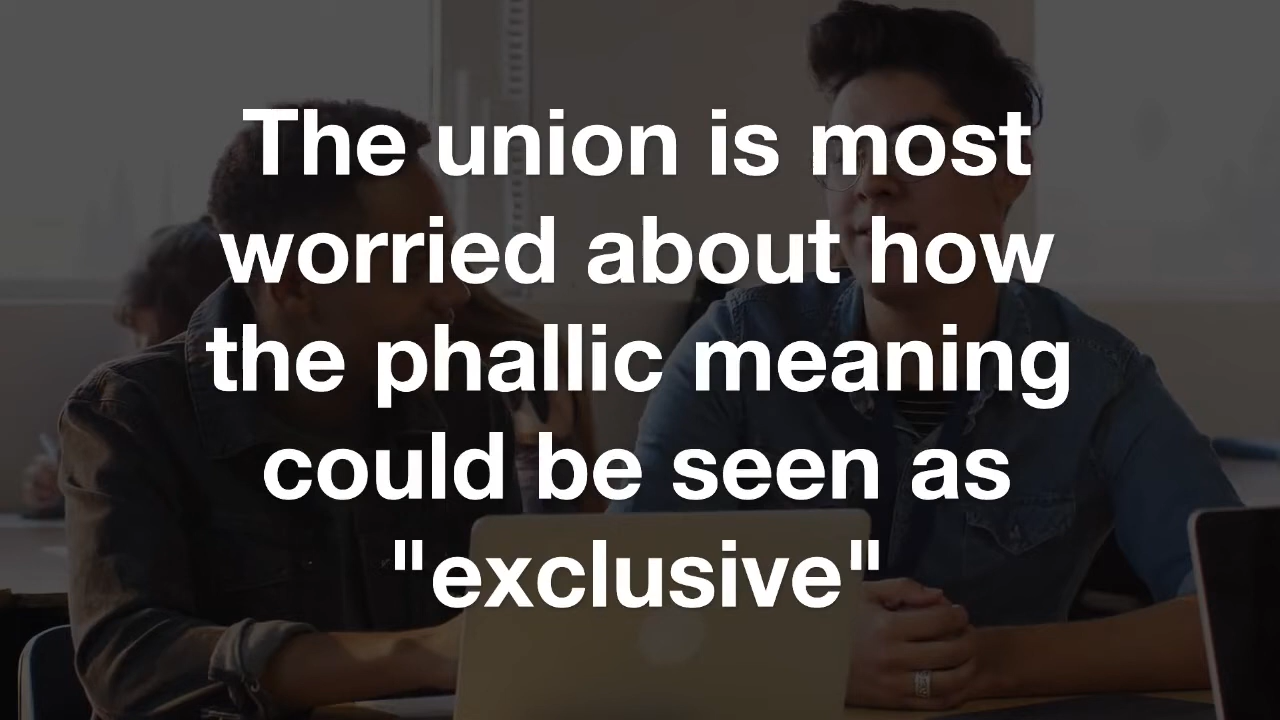 The union is most
worried about how
the phallic meaning
could be seen as
"exclusive"